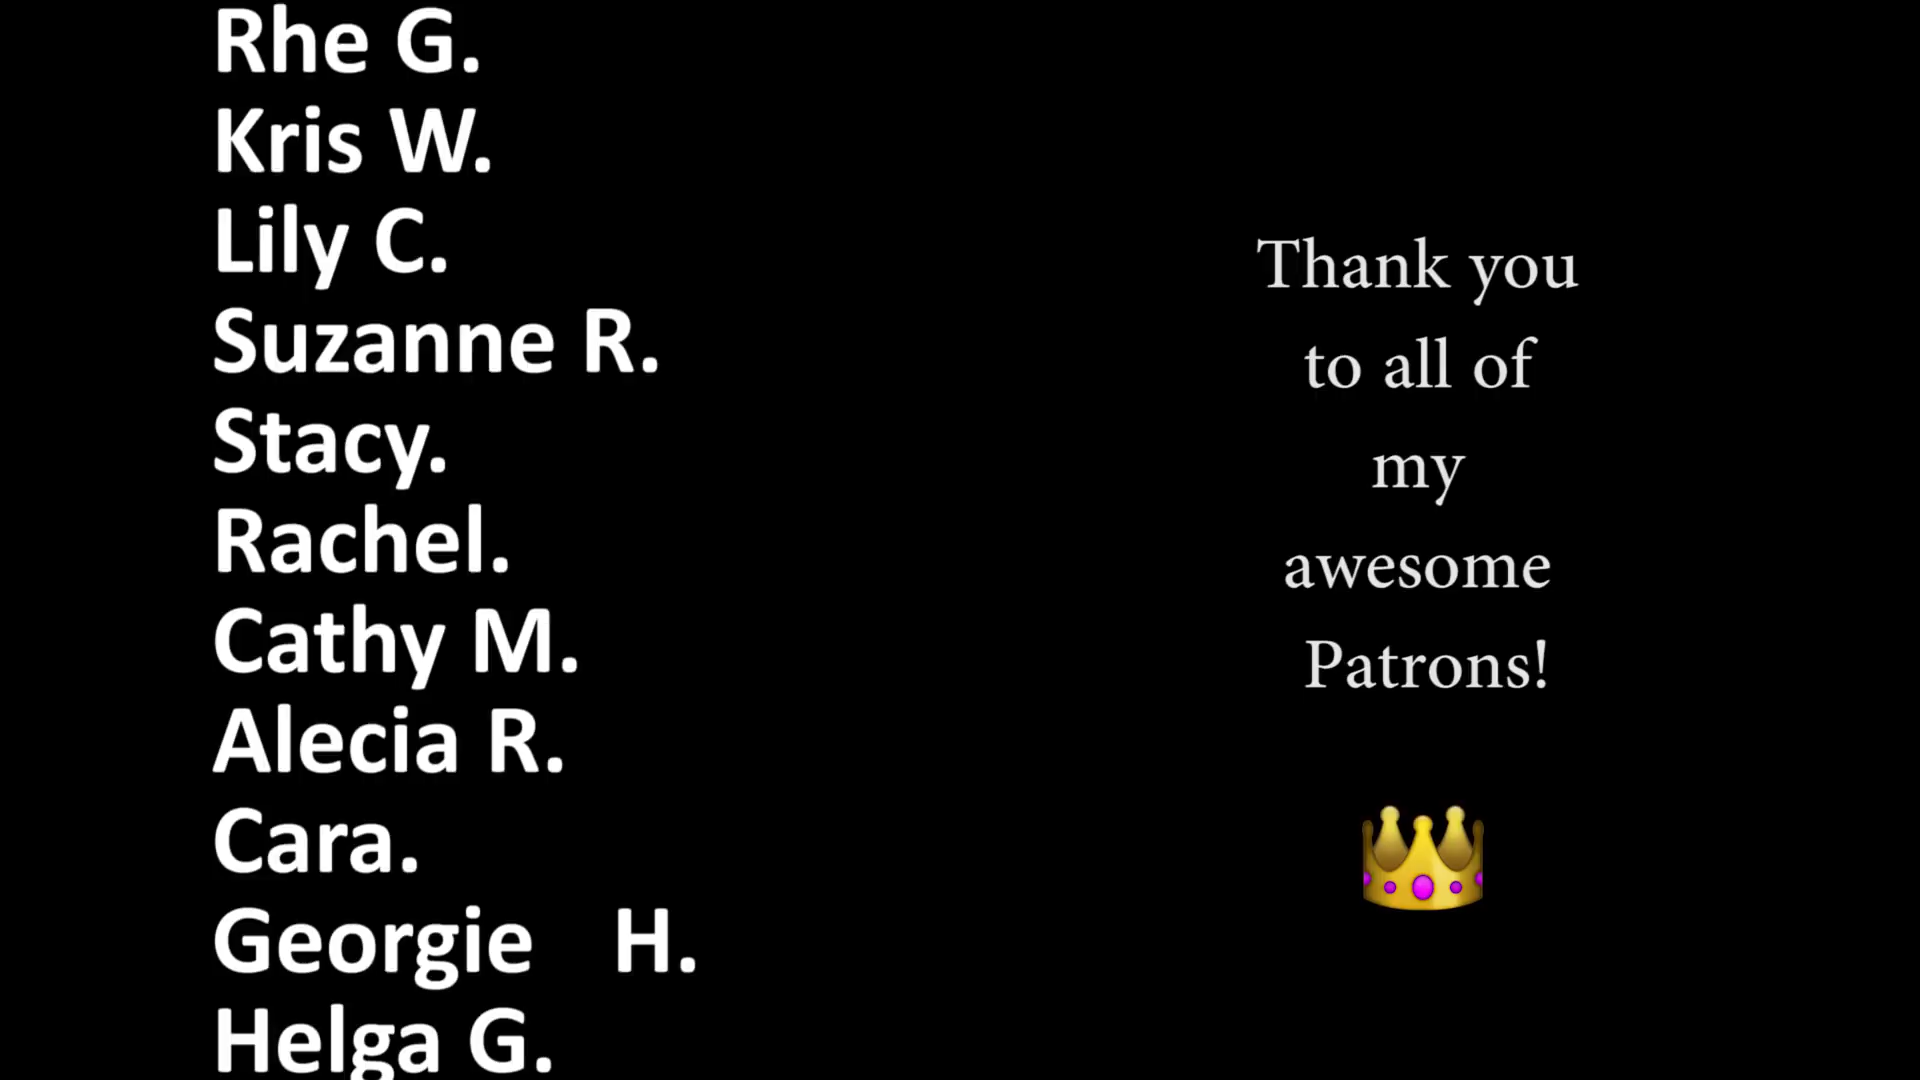 Rhe G.
Kris W.
Lily C.
Suzanne R.
Stacy.
Rachel.
Cathy M.
Alecia R.
Cara.
Georgie H.
Helga G.
Thank you
to all of
my
awesome
Patrons!